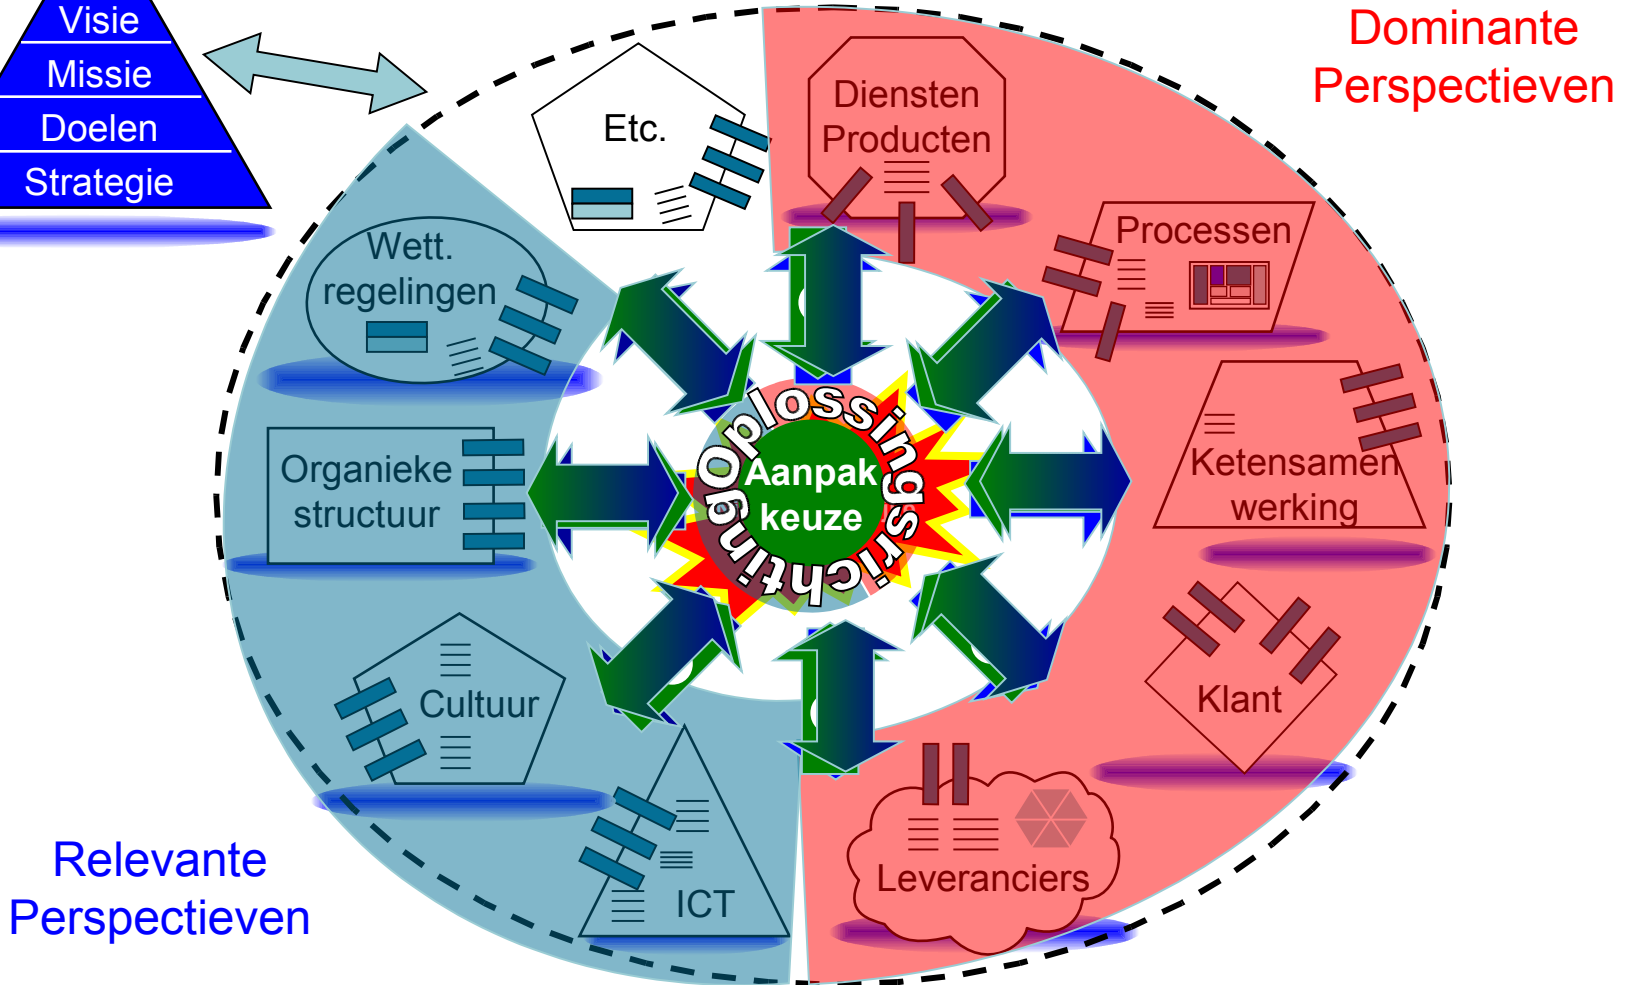 Visie
Missie
Doelen
Strategie
Dominante
Perspectieven
Etc.
Diensten
Producten
Processen
Wett.
regelingen
Organieke
structuur
Ketensamen
werking
Oplossingsrichting
Aanpak
keuze
Cultuur
Klant
ICT
Leveranciers
Relevante
Perspectieven